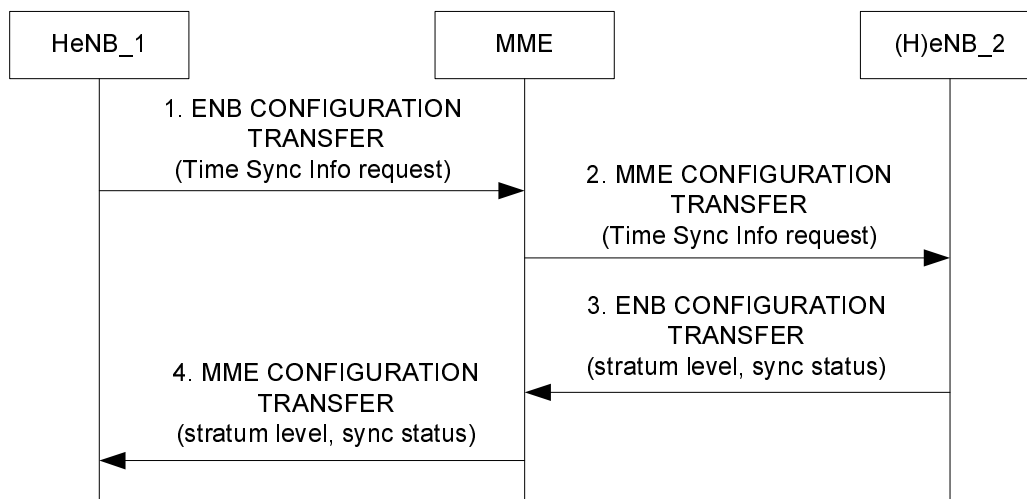 HeNB_1
MME
(H)eNB_2
1. ENB CONFIGURATION
TRANSFER
(Time Sync Info request)
2. MME CONFIGURATION
TRANSFER
(Time Sync Info request)
3. ENB CONFIGURATION
TRANSFER
(stratum level, sync status)
4. MME CONFIGURATION
TRANSFER
(stratum level, sync status)